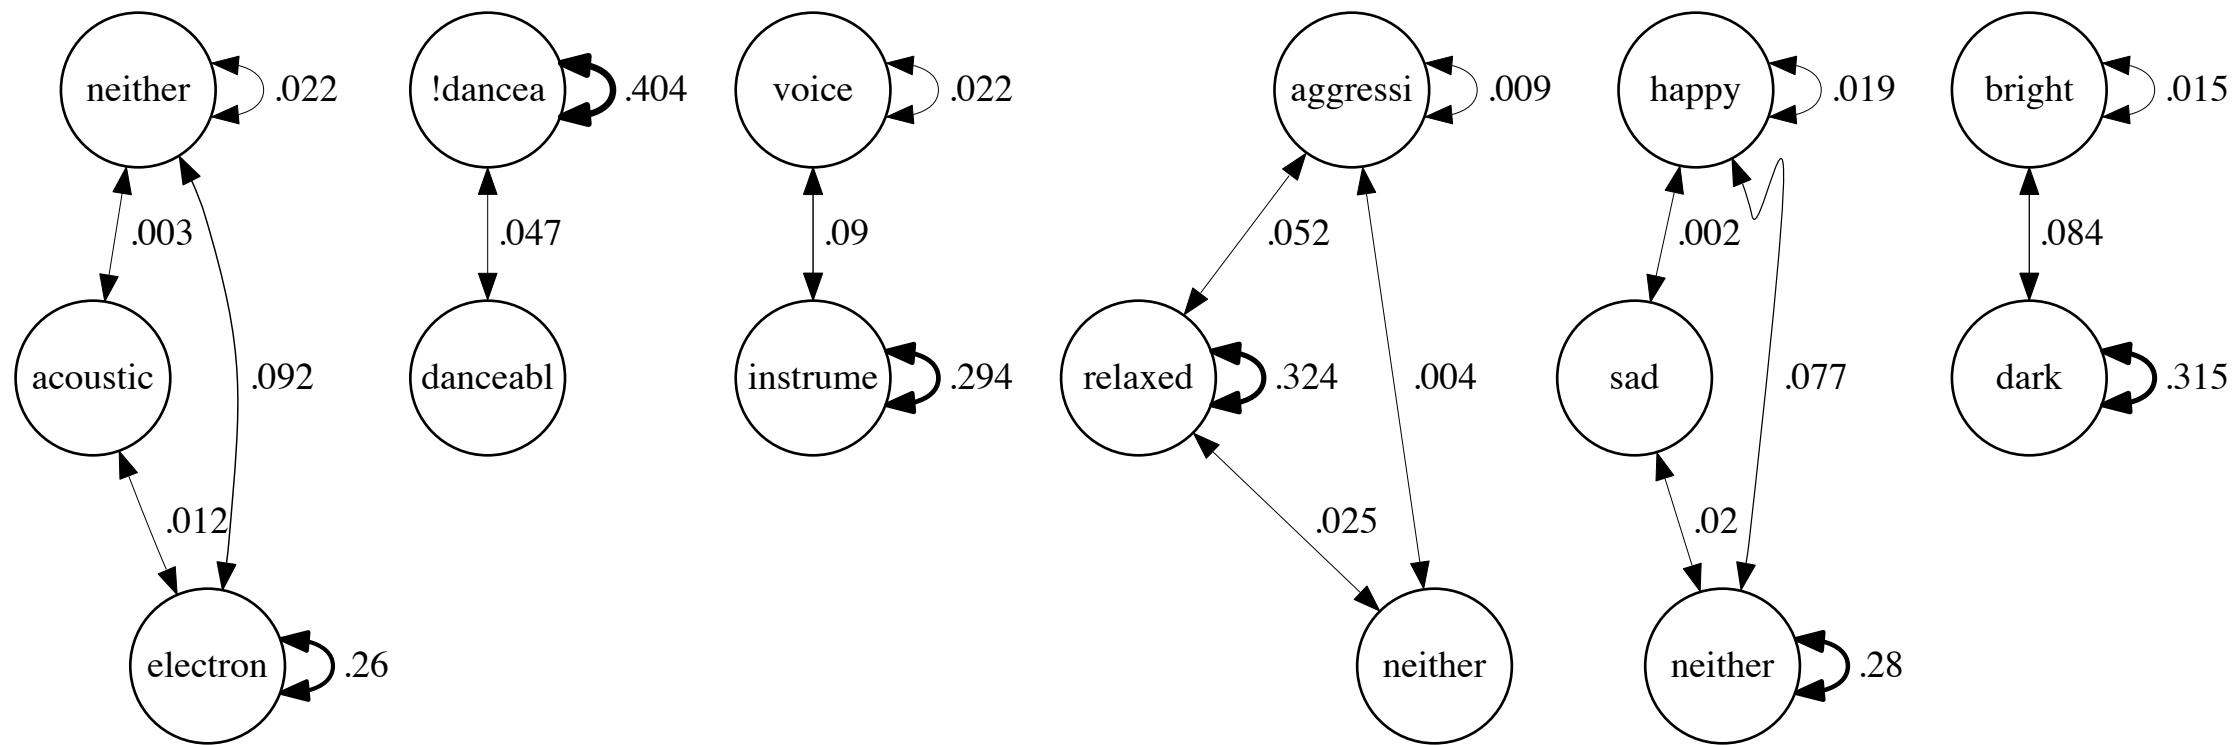 neither .022 !dancea .404 voice .022 aggressi .009 happy .019 bright .015
.003 .047 .09 .052 .002 .084
acoustic .092 danceabl instrume .294 relaxed .324 .004 sad .077 dark .315
.012 .025 .02
electron .26 neither neither .28